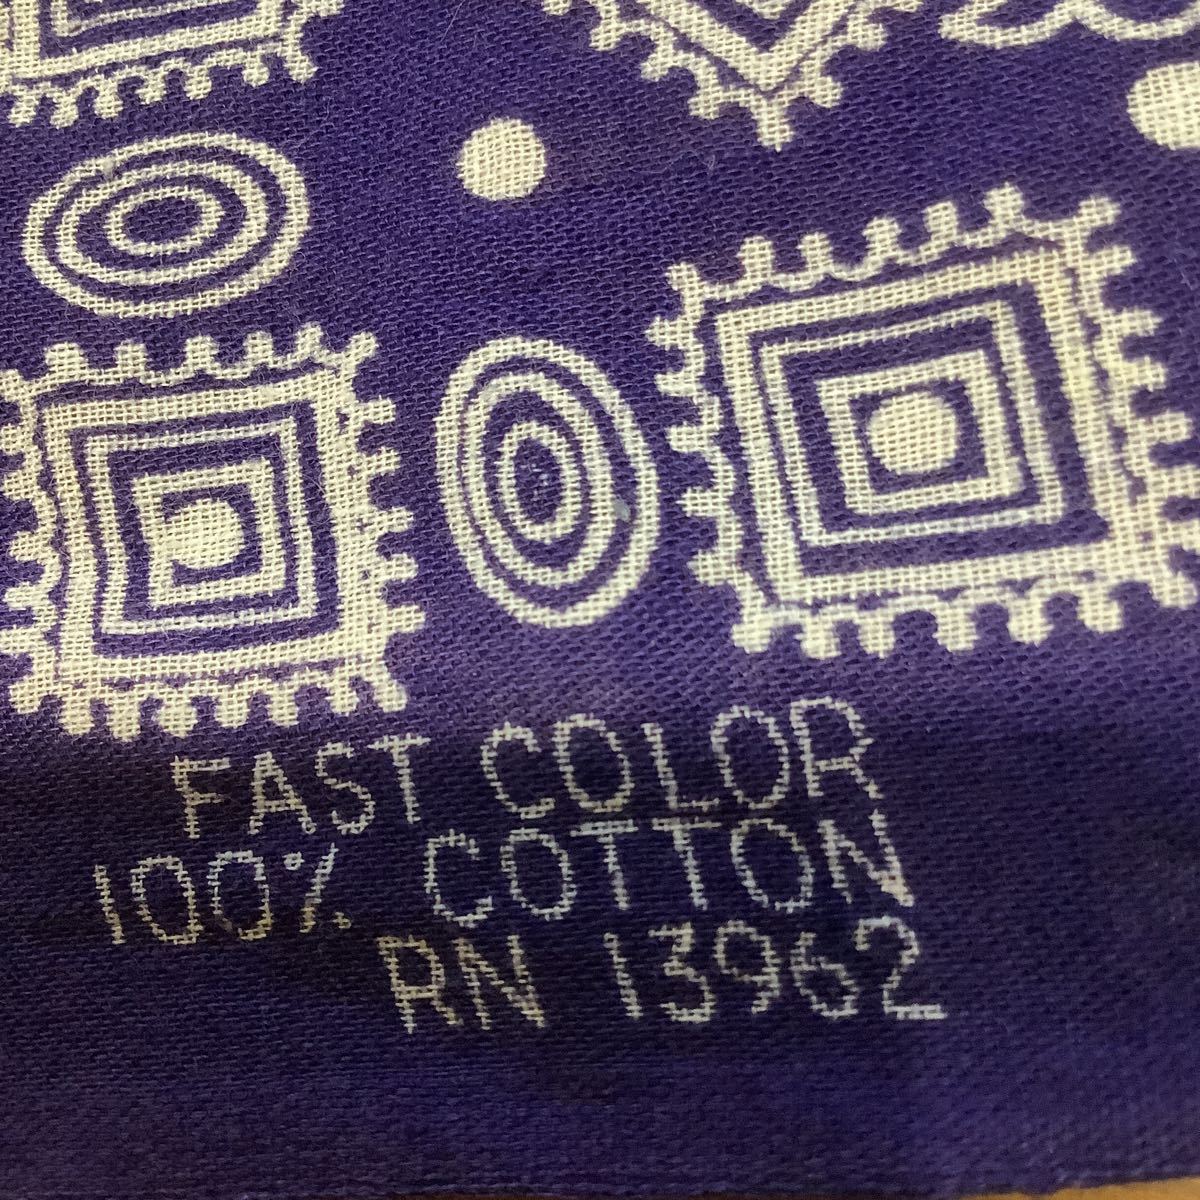 FAST COLOR
100% COTTON
RN 13962